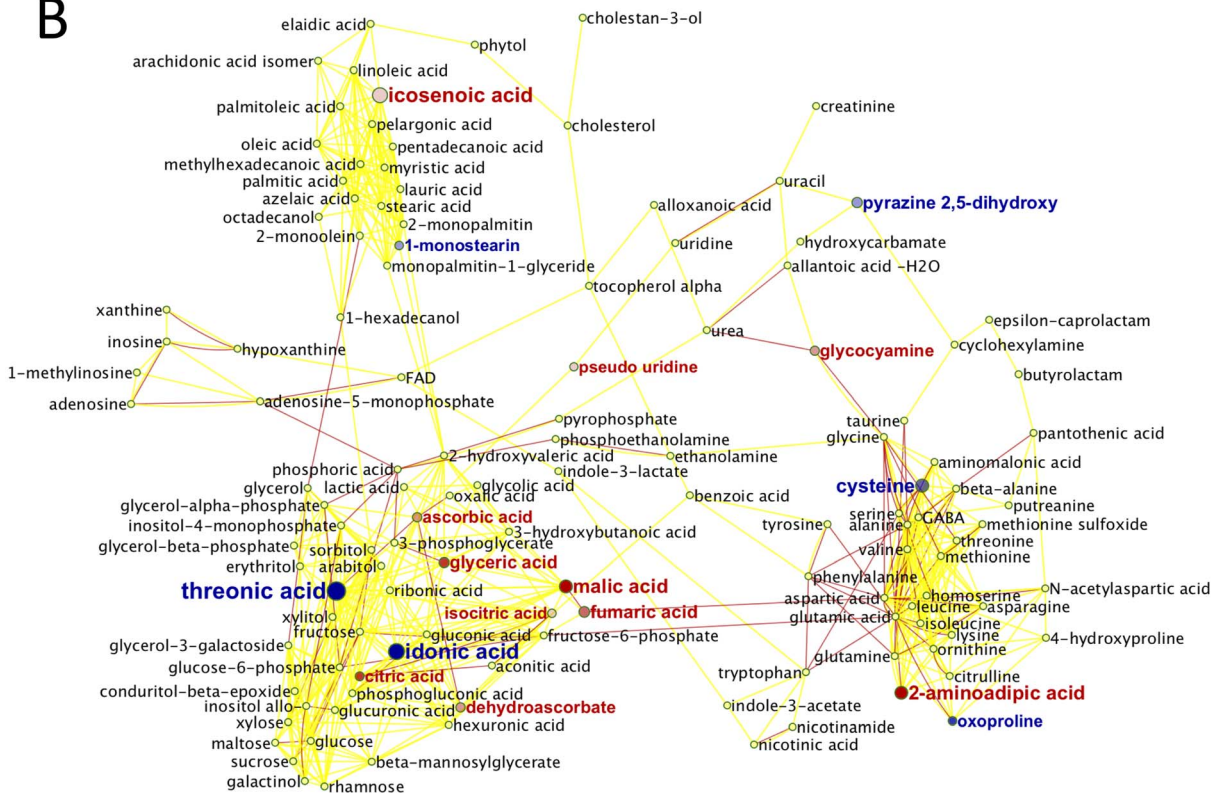 B
cholestan-3-ol
elaidic acid
phytol
arachidonic acid isomer
linoleic acid
icosenoic acid
palmitoleic acid
creatinine
pelargonic acid
cholesterol
oleic acid
pentadecanoic acid
methylhexadecanoic acid
myristic acid
palmitic acid
uracil
lauric acid
azelaic acid
pyrazine 2,5-dihydroxy
stearic acid
alloxanoic acid
octadecanol
2-monopalmitin
2-monoolein
1-monostearin
uridine
hydroxycarbamate
monopalmitin-1-glyceride
allantoic acid -H2O
tocopherol alpha
xanthine
1-hexadecanol
epsilon-caprolactam
urea
inosine
hypoxanthine
glycocyamine
cyclohexylamine
1-methylinosine
pseudo uridine
butyrolactam
FAD
adenosine
adenosine-5-monophosphate
pyrophosphate
taurine
phosphoethanolamine
glycine
pantothenic acid
2-hydroxyvaleric acid
ethanolamine
phosphoric acid
indole-3-lactate
aminomalonic acid
glycerol
lactic acid
glycolic acid
cysteine
beta-alanine
oxalic acid
benzoic acid
glycerol-alpha-phosphate
putreanine
ascorbic acid
serine
GABA
inositol-4-monophosphate
tyrosine
alanine
methionine sulfoxide
3-hydroxybutanoic acid
glycerol-beta-phosphate
sorbitol
3-phosphoglycerate
threonine
valine
methionine
erythritol
arabitol
glyceric acid
phenylalanine
threonic acid
ribonic acid
malic acid
N-acetylaspartic acid
aspartic acid
homoserine
leucine
asparagine
xylitol
isocitric acid
fumaric acid
glutamic acid
isoleucine
fructose
gluconic acid
fructose-6-phosphate
lysine
4-hydroxyproline
glycerol-3-galactoside
idonic acid
ornithine
glutamine
glucose-6-phosphate
aconitic acid
citric acid
tryptophan
citrulline
conduritol-beta-epoxide
phosphogluconic acid
2-aminoadipic acid
inositol allo-
glucuronic acid
dehydroascorbate
indole-3-acetate
xylose
hexuronic acid
oxoproline
nicotinamide
maltose
glucose
nicotinic acid
sucrose
beta-mannosylglycerate
galactinol
rhamnose